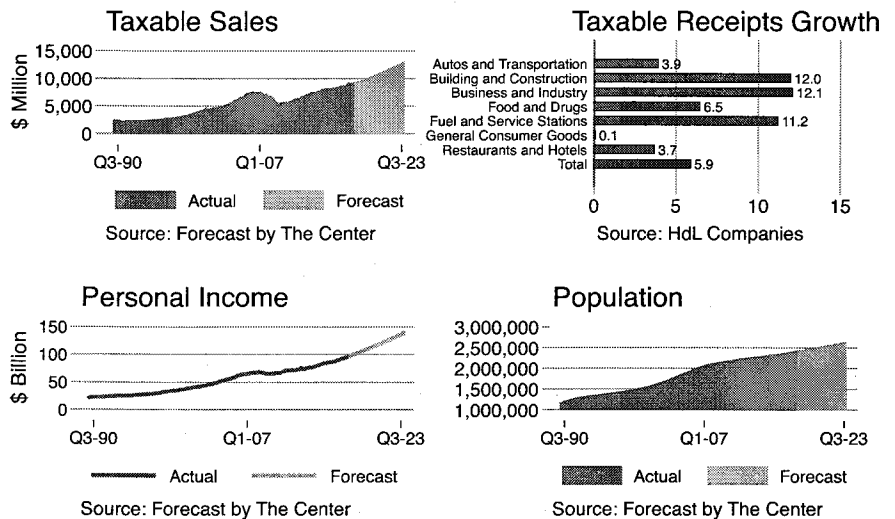 Taxable Sales
$ Million
15,000
10,000
5,000
0
Q3-90 Q1-07 Q3-23
Actual Forecast
Source: Forecast by The Center
Taxable Receipts Growth
Autos and Transportation 3.9
Building and Construction 12.0
Business and Industry 12.1
Food and Drugs 6.5
Fuel and Service Stations 11.2
General Consumer Goods 0.1
Restaurants and Hotels 3.7
Total 5.9
0 5 10 15
Source: HdL Companies
Personal Income
$ Billion
150
100
50
0
Q3-90 Q1-07 Q3-23
Actual Forecast
Source: Forecast by The Center
Population
3,000,000
2,500,000
2,000,000
1,500,000
1,000,000
Q3-90 Q1-07 Q3-23
Actual Forecast
Source: Forecast by The Center